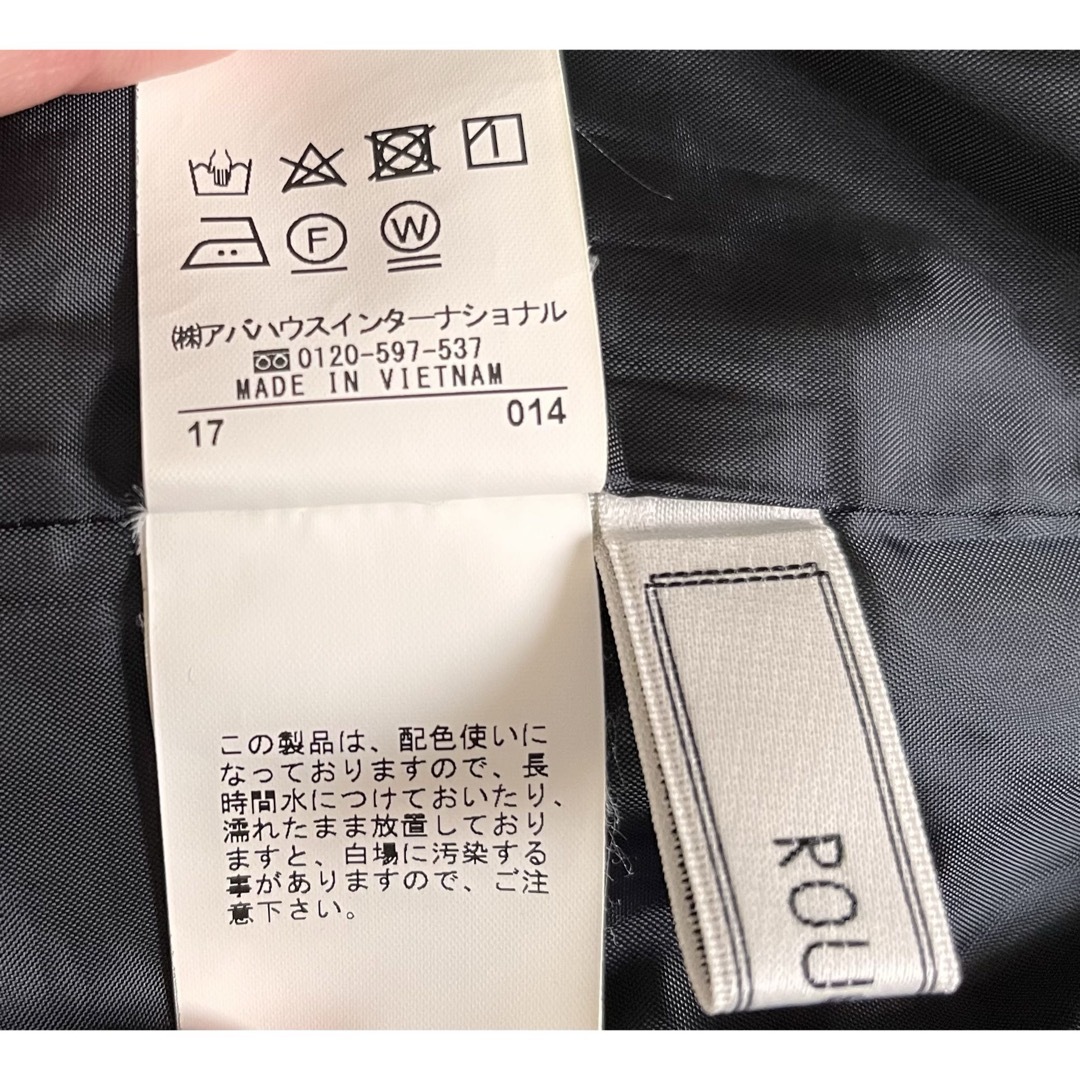 F W
(株)アバハウスインターナショナル
0120-597-537
MADE IN VIETNAM
17 014
この製品は、配色使いに
なっておりますので、長
時間水につけておいたり、
濡れたまま放置しており
ますと、白場に汚染する
事がありますので、ご注
意下さい。
ROU